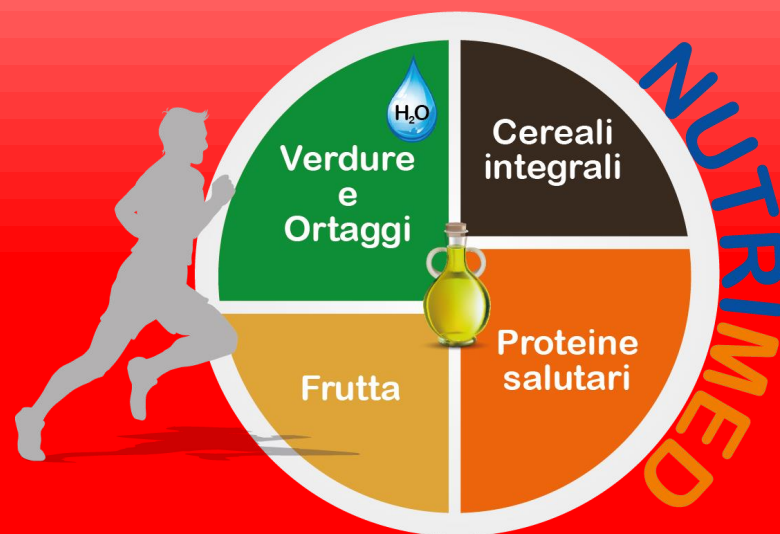 H₂O
Verdure
e
Ortaggi
Cereali
integrali
Frutta
Proteine
salutari
NUTRIMED